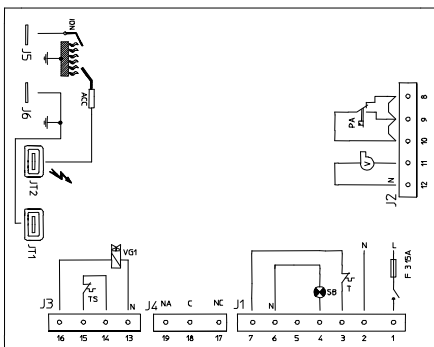 J5
ION
J6
ACC
JT2
JT1
8
9
10
11
12
PA
V
N
J2
J3
VG1
TS
N
16
15
14
13
J4
NA
C
NC
19
18
17
J1
N
SB
T
N
L
F 3.15A
7
6
5
4
3
2
1